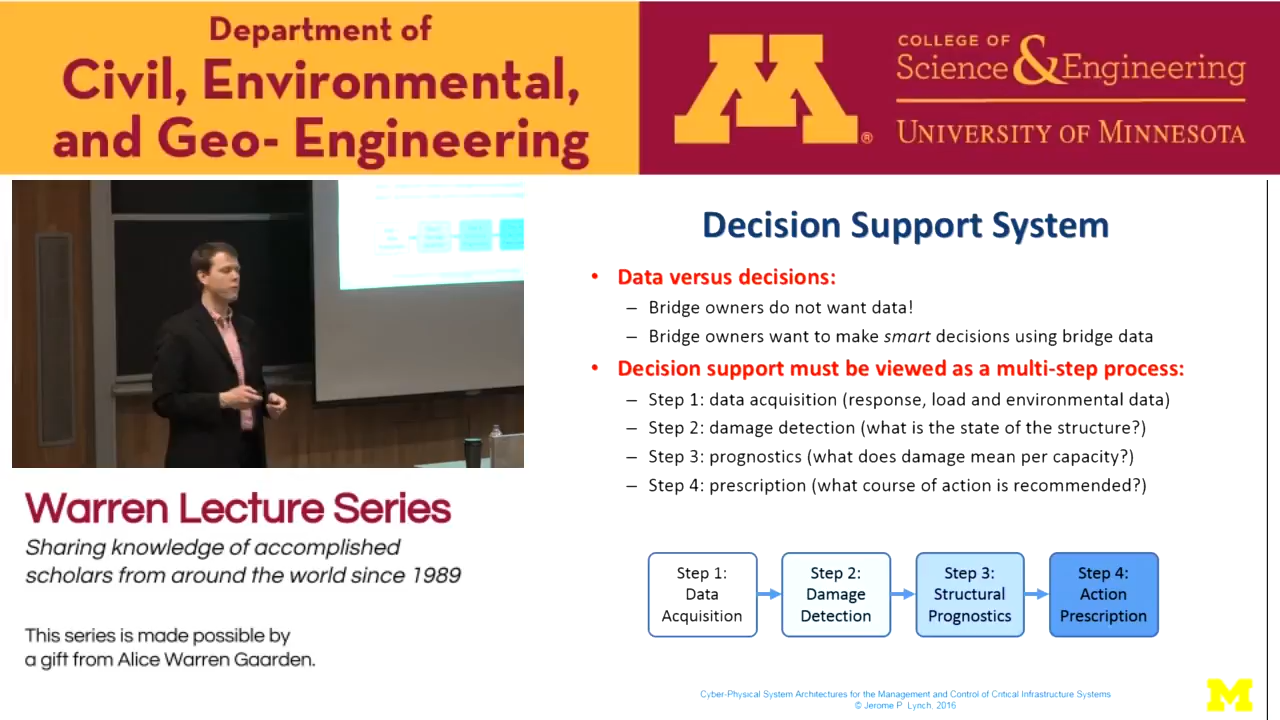 Department of
Civil, Environmental,
and Geo- Engineering
M
®
COLLEGE OF
Science & Engineering
UNIVERSITY OF MINNESOTA
Warren Lecture Series
Sharing knowledge of accomplished
scholars from around the world since 1989
This series is made possible by
a gift from Alice Warren Gaarden.
Decision Support System
• Data versus decisions:
– Bridge owners do not want data!
– Bridge owners want to make smart decisions using bridge data
• Decision support must be viewed as a multi-step process:
– Step 1: data acquisition (response, load and environmental data)
– Step 2: damage detection (what is the state of the structure?)
– Step 3: prognostics (what does damage mean per capacity?)
– Step 4: prescription (what course of action is recommended?)
Step 1:
Data
Acquisition
Step 2:
Damage
Detection
Step 3:
Structural
Prognostics
Step 4:
Action
Prescription
Cyber-Physical System Architectures for the Management and Control of Critical Infrastructure Systems
© Jerome P. Lynch, 2016
M